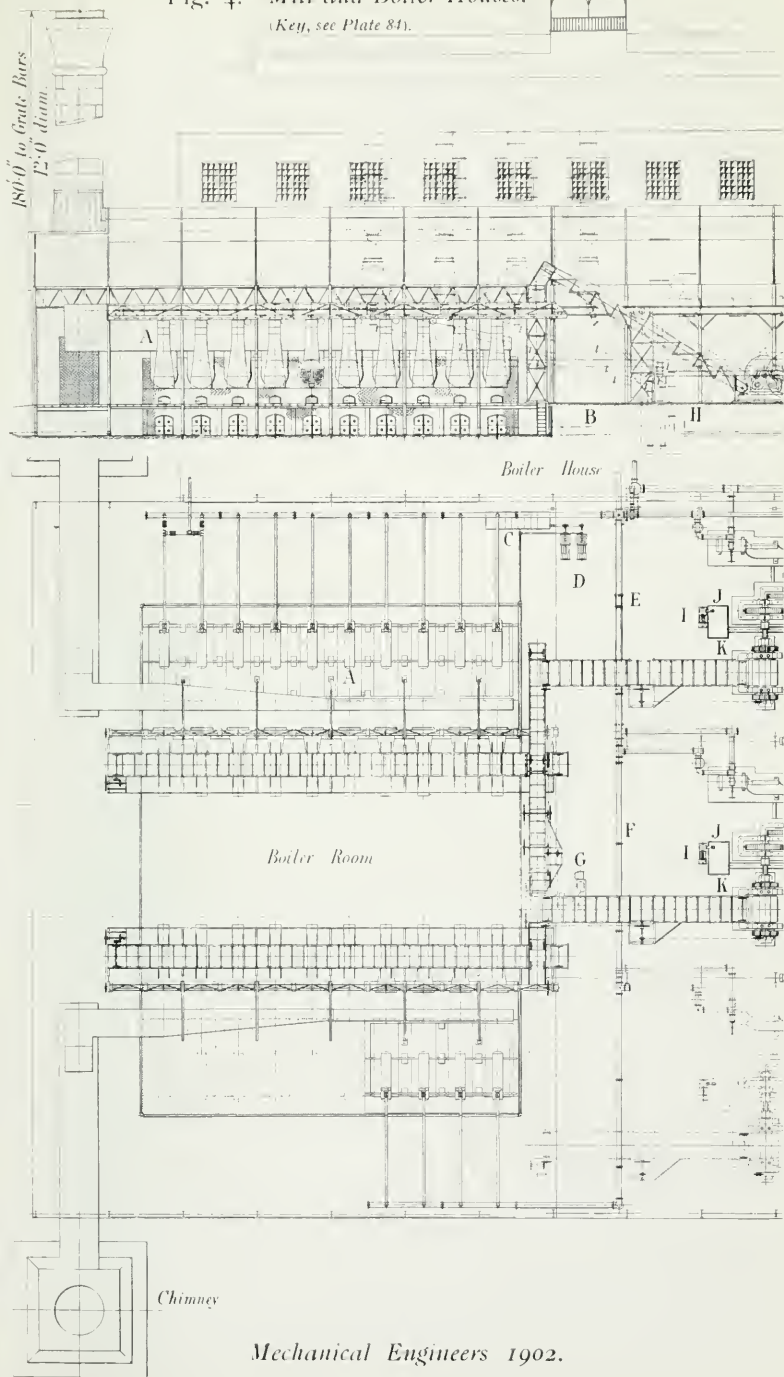 Fig. 4. Mill and Boiler Houses.
(Key, see Plate 84).
180'·0" to Grate Bars
12'·0" diam.
A
B
H
Boiler House
C
D
E
J
I
K
A
F
J
I
G
K
Boiler Room
Chimney
Mechanical Engineers 1902.